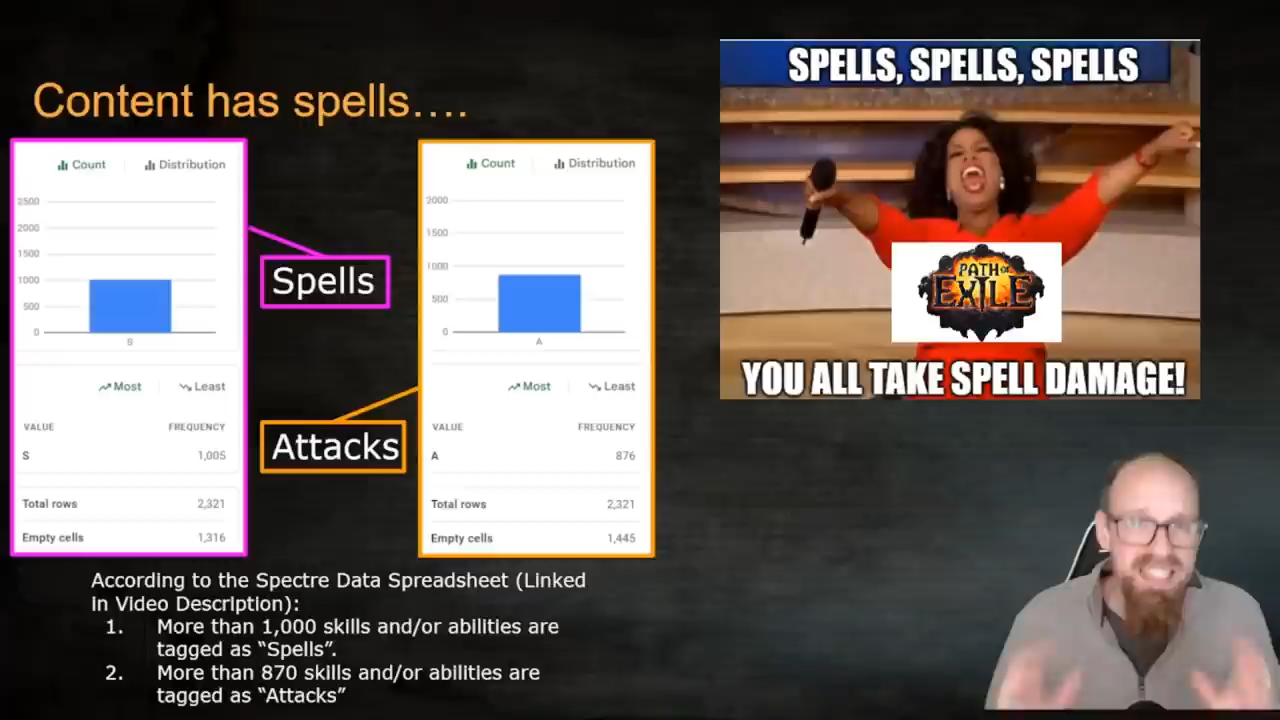 Content has spells….
Count
Distribution
2500
2000
1500
1000
500
0
S
Most
Least
VALUE
FREQUENCY
S
1,005
Total rows
2,321
Empty cells
1,316
Spells
Attacks
Count
Distribution
2000
1500
1000
500
0
A
Most
Least
VALUE
FREQUENCY
A
876
Total rows
2,321
Empty cells
1,445
According to the Spectre Data Spreadsheet (Linked
in Video Description):
1. More than 1,000 skills and/or abilities are
tagged as “Spells”.
2. More than 870 skills and/or abilities are
tagged as “Attacks”
SPELLS, SPELLS, SPELLS
PATH OF
EXILE
YOU ALL TAKE SPELL DAMAGE!